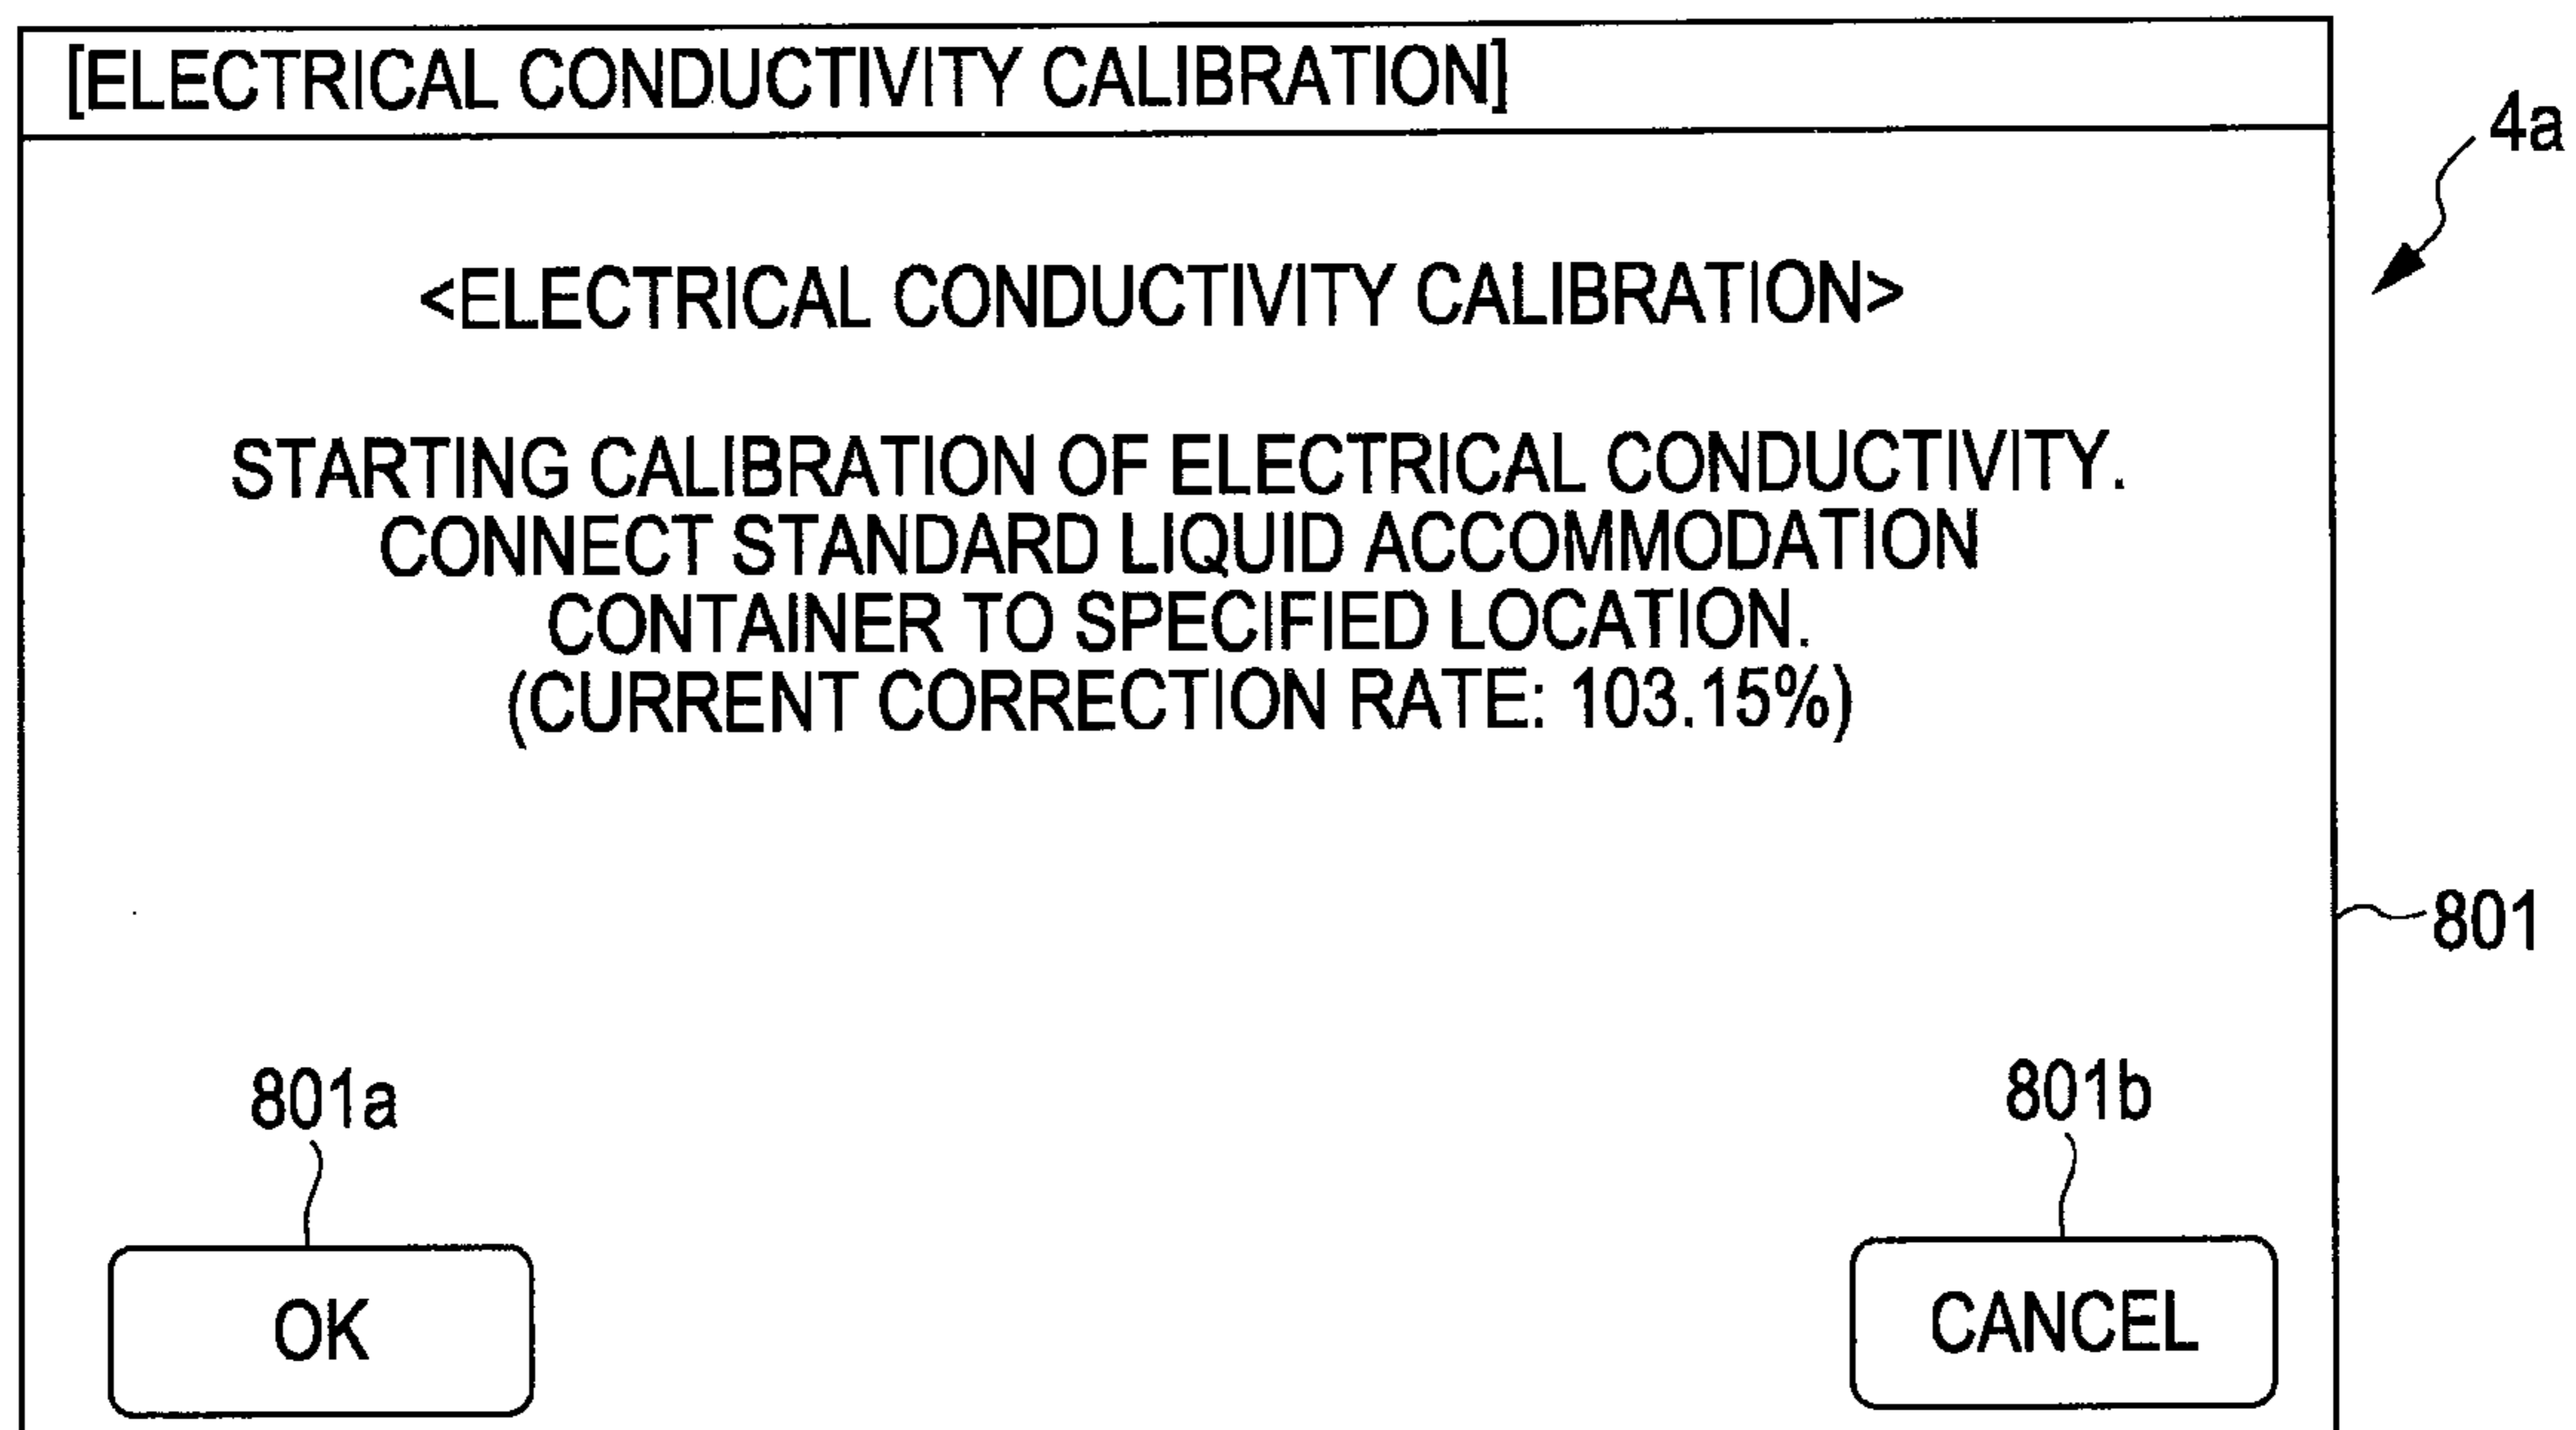 [ELECTRICAL CONDUCTIVITY CALIBRATION]
4a
<ELECTRICAL CONDUCTIVITY CALIBRATION>
STARTING CALIBRATION OF ELECTRICAL CONDUCTIVITY.
CONNECT STANDARD LIQUID ACCOMMODATION
CONTAINER TO SPECIFIED LOCATION.
(CURRENT CORRECTION RATE: 103.15%)
801
801a
801b
OK
CANCEL